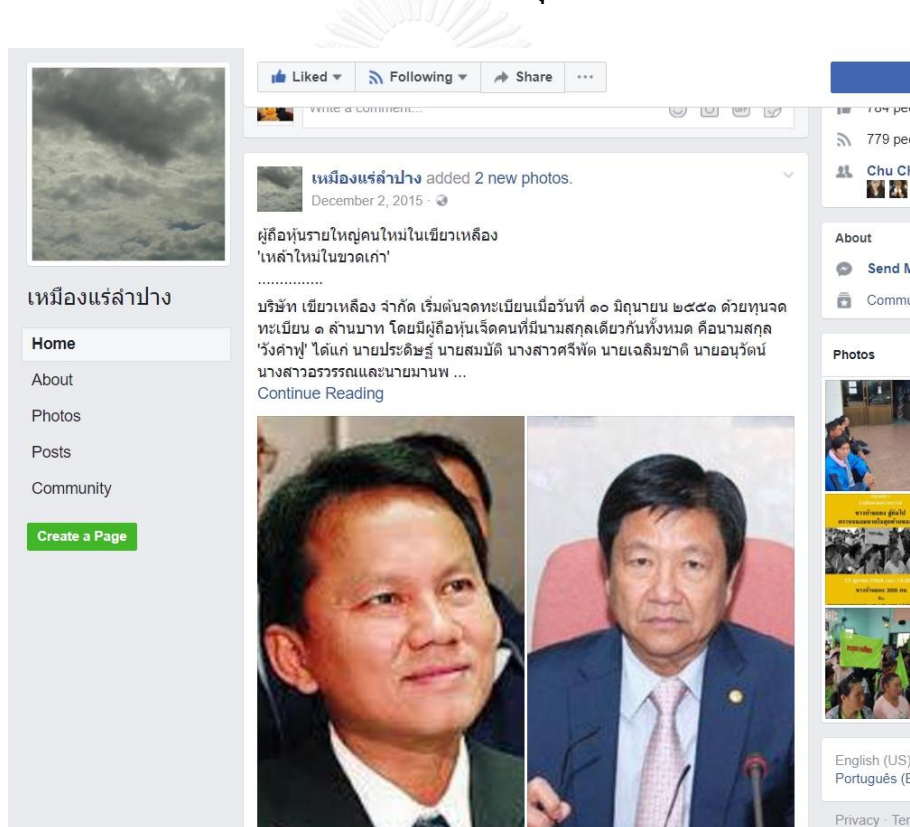 Liked
Following
Share
Write a comment...
เหมืองแร่ลำปาง
Home
About
Photos
Posts
Community
Create a Page
เหมืองแร่ลำปาง added 2 new photos.
December 2, 2015
ผู้ถือหุ้นรายใหญ่คนใหม่ในเขียวเหลือง
'เหล้าใหม่ในขวดเก่า'
...............
บริษัท เขียวเหลือง จำกัด เริ่มต้นจดทะเบียนเมื่อวันที่ ๑๐ มิถุนายน ๒๕๕๑ ด้วยทุนจด
ทะเบียน ๑ ล้านบาท โดยมีผู้ถือหุ้นเจ็ดคนที่มีนามสกุลเดียวกันทั้งหมด คือนามสกุล
'วังคำฟู' ได้แก่ นายประดิษฐ์ นายสมบัติ นางสาวศจีพัต นายเฉลิมชาติ นายอนุวัตน์
นางสาวอรวรรณและนายมานพ ...
Continue Reading
779 peo
Chu Ch
About
Send M
Commu
Photos
English (US)
Português (B
Privacy · Ter